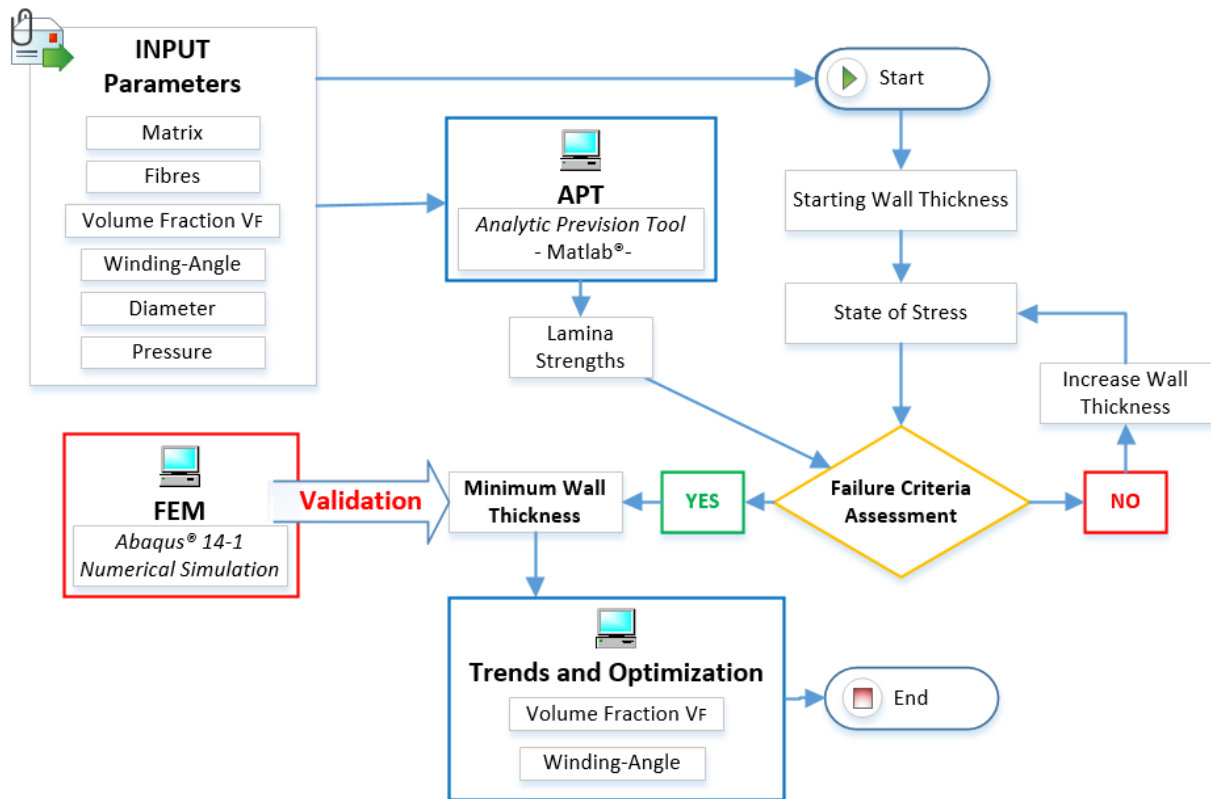 INPUT
Parameters
Matrix
Fibres
Volume Fraction VF
Winding-Angle
Diameter
Pressure
APT
Analytic Prevision Tool
- Matlab®-
Lamina
Strengths
Start
Starting Wall Thickness
State of Stress
Increase Wall
Thickness
Failure Criteria
Assessment
NO
YES
Minimum Wall
Thickness
Validation
FEM
Abaqus® 14-1
Numerical Simulation
Trends and Optimization
Volume Fraction VF
Winding-Angle
End